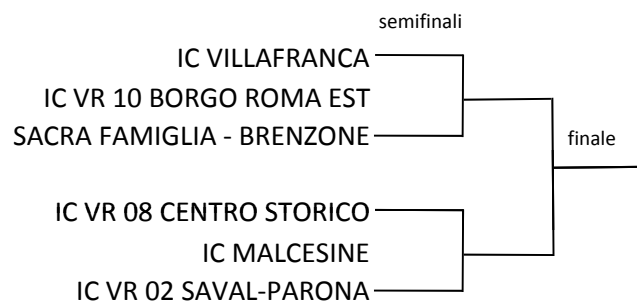 semifinali
IC VILLAFRANCA
IC VR 10 BORGO ROMA EST
SACRA FAMIGLIA - BRENZONE
finale
IC VR 08 CENTRO STORICO
IC MALCESINE
IC VR 02 SAVAL-PARONA